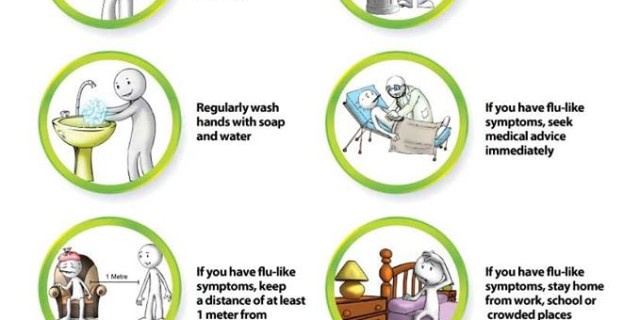 Regularly wash
hands with soap
and water
If you have flu-like
symptoms, seek
medical advice
immediately
1 Metre
If you have flu-like
symptoms, keep
a distance of at least
1 meter from
If you have flu-like
symptoms, stay home
from work, school or
crowded places